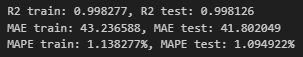 R2 train: 0.998277, R2 test: 0.998126
MAE train: 43.236588, MAE test: 41.802049
MAPE train: 1.138277%, MAPE test: 1.094922%